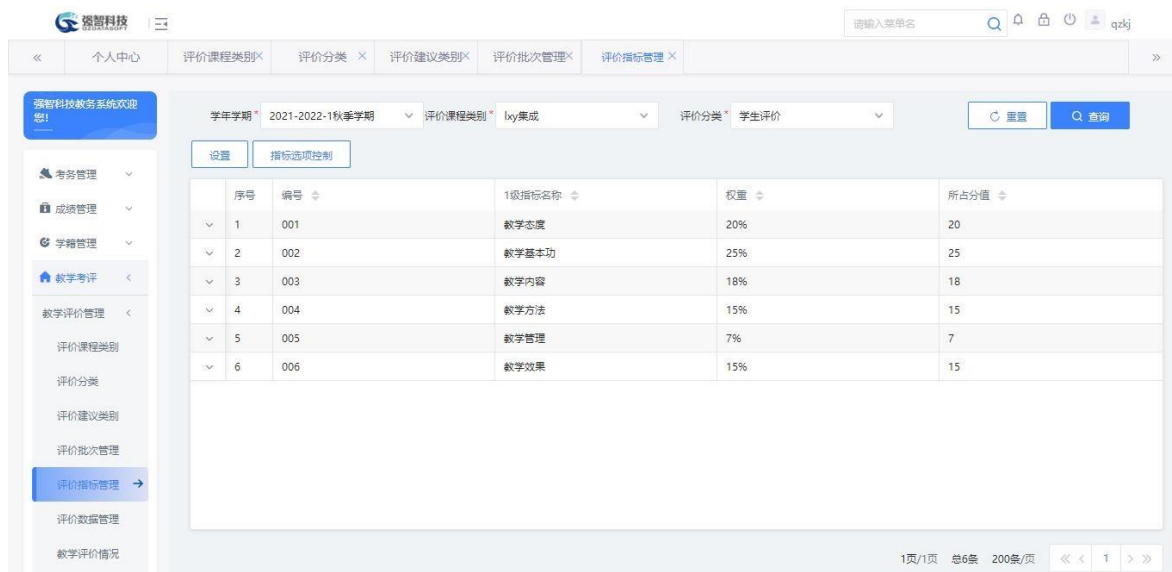 强智科技
QZDATASOFT
请输入菜单名
qzkj
个人中心 评价课程类别 评价分类 评价建议类别 评价批次管理 评价指标管理
强智科技教务系统欢迎
您!
考务管理
成绩管理
学籍管理
教学考评
教学评价管理
评价课程类别
评价分类
评价建议类别
评价批次管理
评价指标管理
评价数据管理
教学评价情况
学年学期* 2021-2022-1秋季学期 评价课程类别* lxy集成 评价分类* 学生评价 重置 查询
设置 指标选项控制
序号 编号 1级指标名称 权重 所占分值
1 001 教学态度 20% 20
2 002 教学基本功 25% 25
3 003 教学内容 18% 18
4 004 教学方法 15% 15
5 005 教学管理 7% 7
6 006 教学效果 15% 15
1页/1页 总6条 200条/页 1